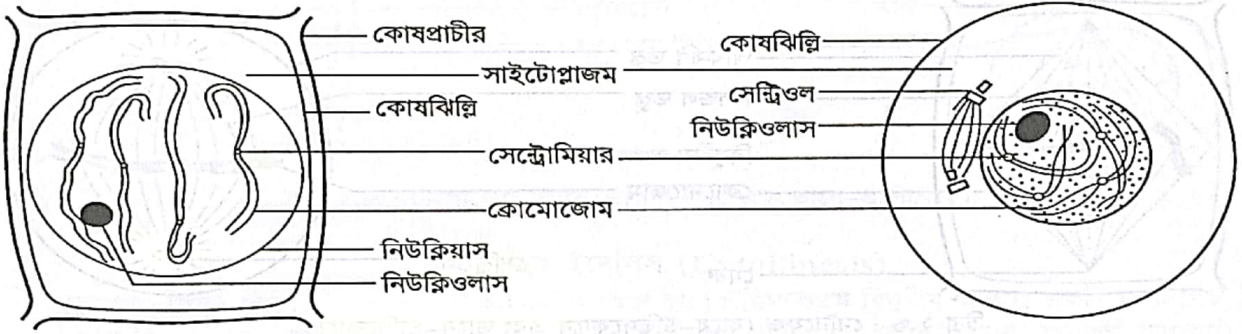 কোষপ্রাচীর
কোষঝিল্লি
সাইটোপ্লাজম
সেন্ট্রিওল
কোষঝিল্লি
নিউক্লিওলাস
সেন্ট্রোমিয়ার
ক্রোমোজোম
নিউক্লিয়াস
নিউক্লিওলাস